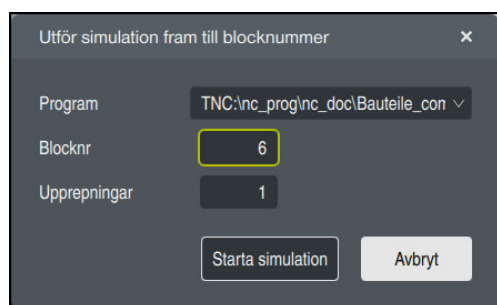 Utför simulation fram till blocknummer ×
Program TNC:\nc_prog\nc_doc\Bauteile_con
Blocknr 6
Upprepningar 1
Starta simulation Avbryt